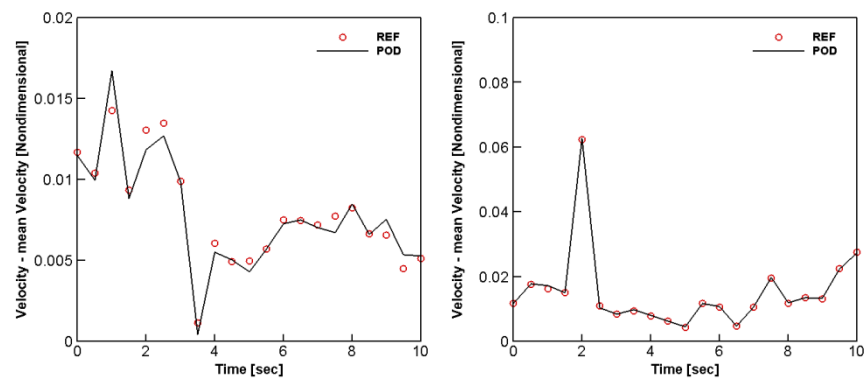 0.02
0.015
0.01
0.005
0
0 2 4 6 8 10
Time [sec]
Velocity - mean Velocity [Nondimensional]
REF
POD
0.1
0.08
0.06
0.04
0.02
0
0 2 4 6 8 10
Time [sec]
Velocity - mean Velocity [Nondimensional]
REF
POD